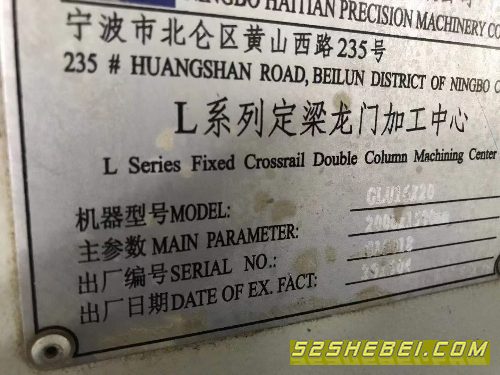 NINGBO HAITIAN PRECISION MACHINERY CO
宁波市北仑区黄山西路235号
235 # HUANGSHAN ROAD, BEILUN DISTRICT OF NINGBO C
L系列定梁龙门加工中心
L Series Fixed Crossrail Double Column Machining Center
机器型号MODEL:
主参数 MAIN PARAMETER:
出厂编号SERIAL NO.:
出厂日期DATE OF EX. FACT:
52SHEBEI.COM